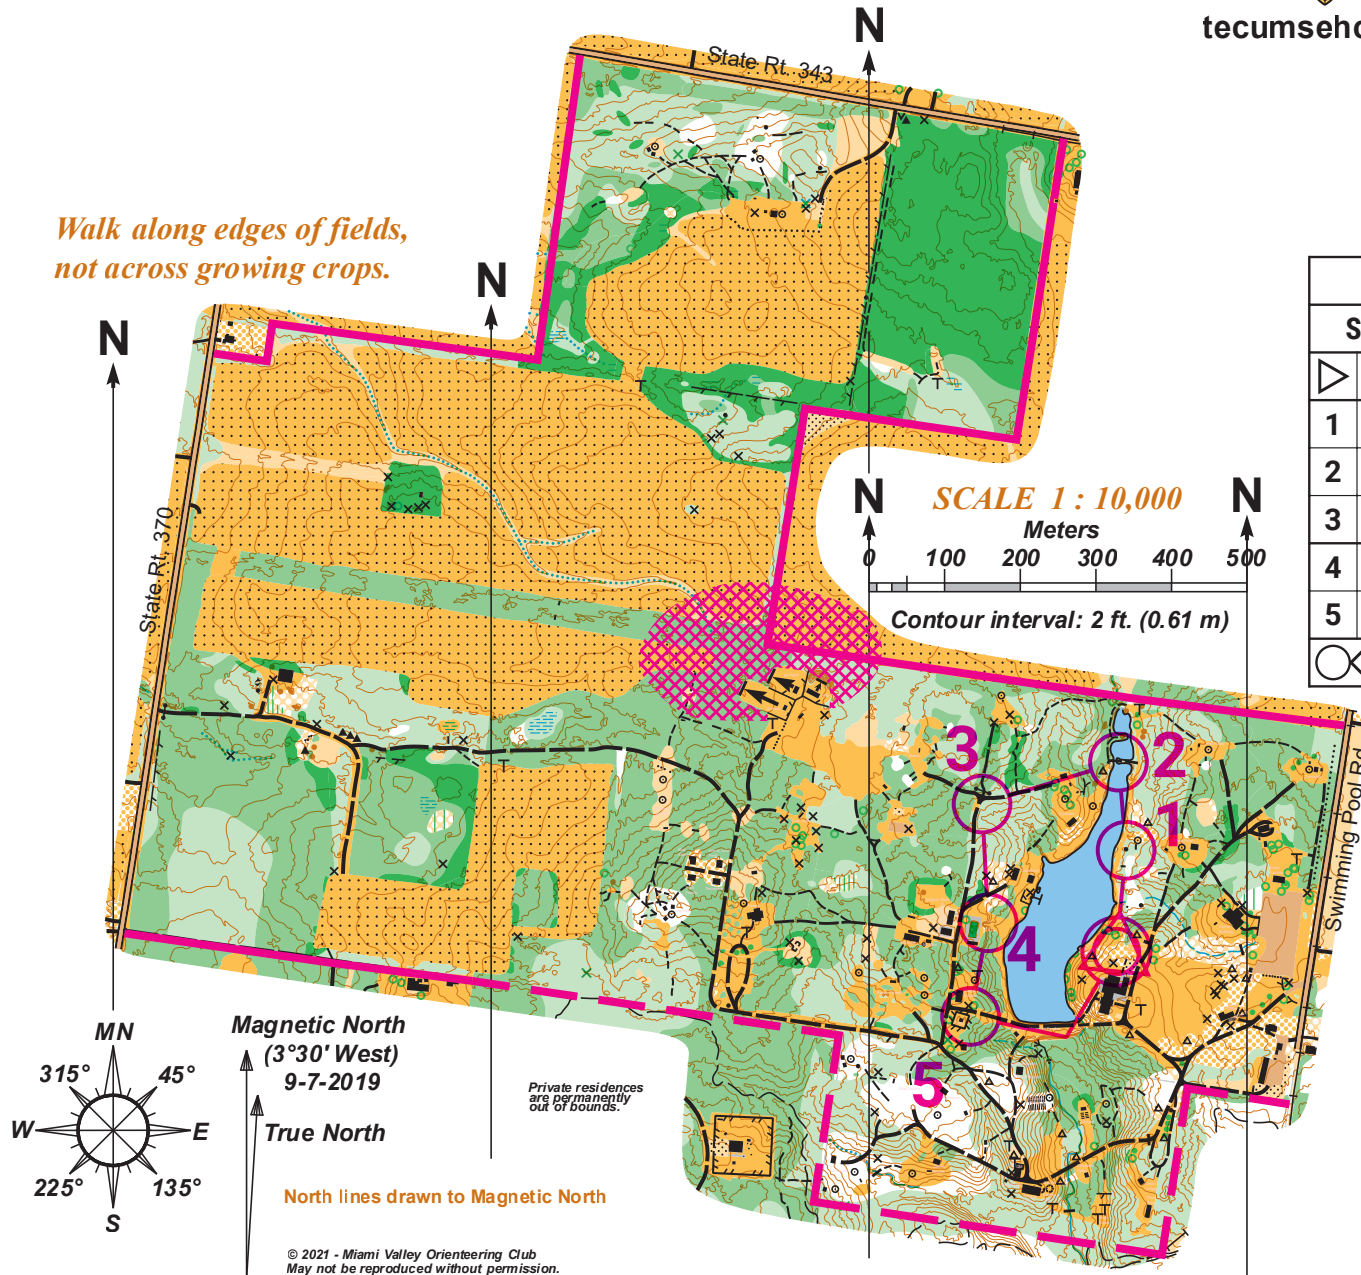 tecumseh
N
State Rt. 343
Walk along edges of fields,
not across growing crops.
N
N
S
1
2
3
4
5
N
SCALE 1 : 10,000
N
Meters
0 100 200 300 400 500
Contour interval: 2 ft. (0.61 m)
State Rt. 370
Swimming Pool Rd.
3
2
1
4
5
MN
315° 45°
W E
225° 135°
S
Magnetic North
(3°30' West)
9-7-2019
True North
Private residences
are permanently
out of bounds.
North lines drawn to Magnetic North
© 2021 - Miami Valley Orienteering Club
May not be reproduced without permission.